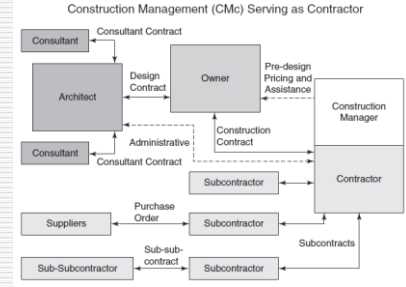 Construction Management (CMc) Serving as Contractor
Consultant
Consultant Contract
Architect
Design
Contract
Owner
Pre-design
Pricing and
Assistance
Construction
Manager
Construction
Contract
Administrative
Consultant
Consultant Contract
Subcontractor
Contractor
Suppliers
Purchase
Order
Subcontractor
Subcontracts
Sub-Subcontractor
Sub-sub-
contract
Subcontractor